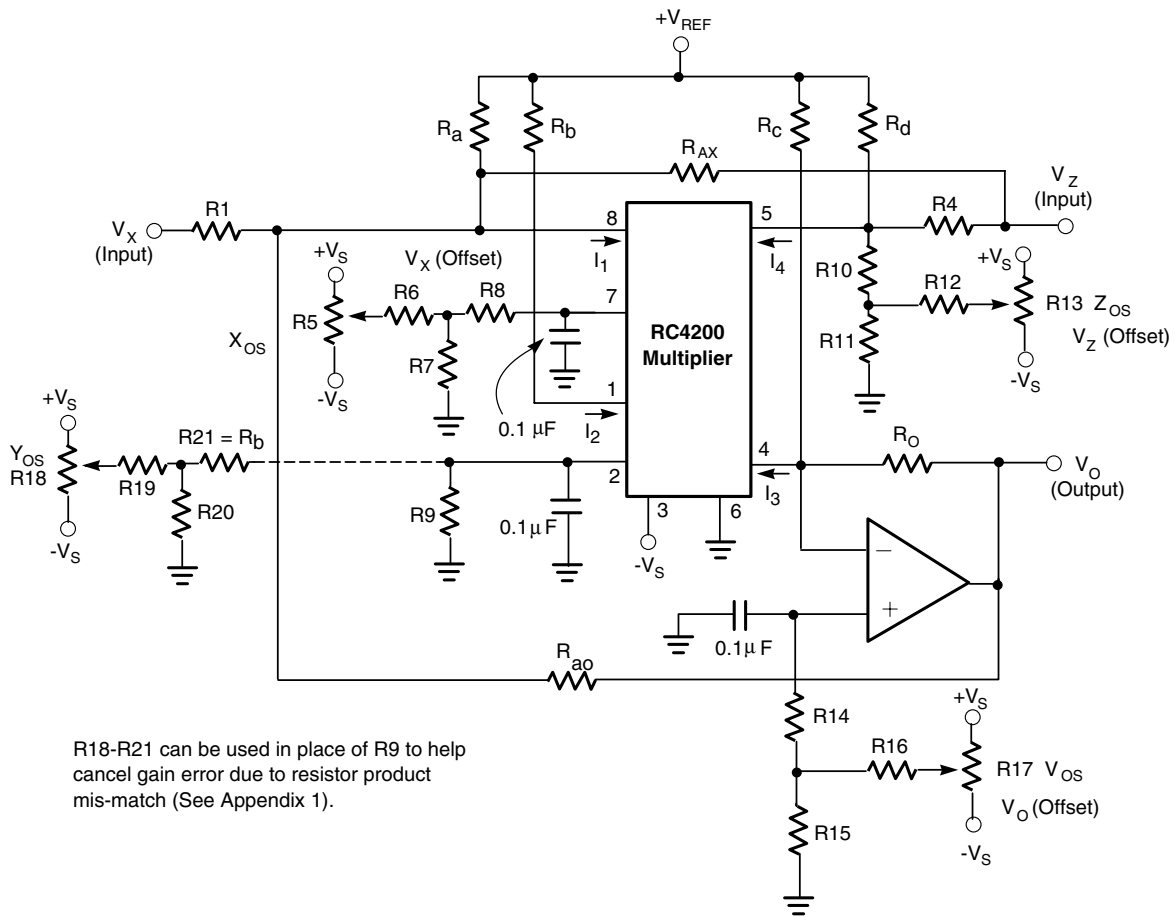 +VREF
Ra
Rb
Rc
Rd
RAX
VX
(Input)
R1
VZ
(Input)
R4
8
I1
5
I4
+VS
VX (Offset)
R6
R8
R5
7
XOS
R7
-VS
0.1 μF
RC4200
Multiplier
R10
R12
R11
+VS
R13 ZOS
VZ (Offset)
-VS
1
I2
+VS
YOS
R18
R21 = Rb
R19
R20
-VS
R9
0.1μF
2
3
-VS
6
4
I3
RO
VO
(Output)
−
+
0.1μF
Rao
R14
R16
R15
+VS
R17 VOS
VO (Offset)
-VS
R18-R21 can be used in place of R9 to help
cancel gain error due to resistor product
mis-match (See Appendix 1).